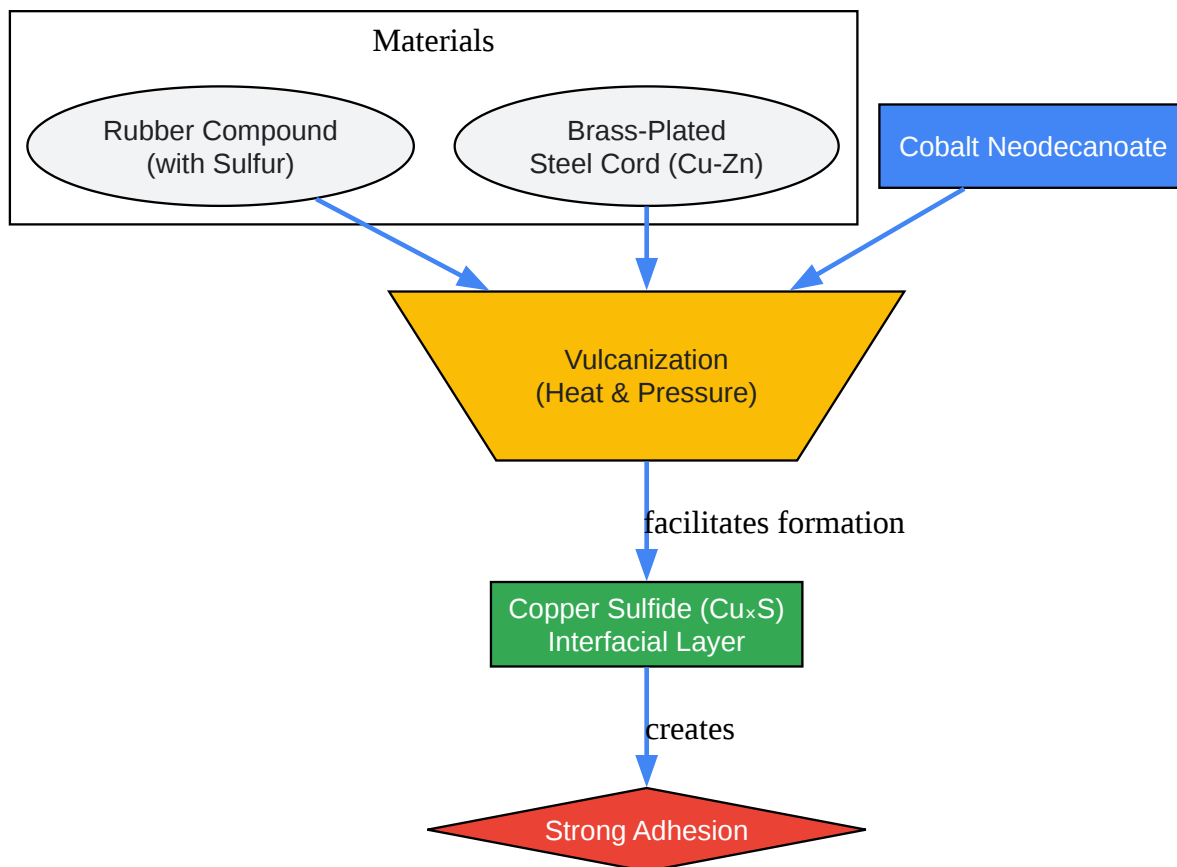 Materials
Rubber Compound
(with Sulfur)
Brass-Plated
Steel Cord (Cu-Zn)
Cobalt Neodecanoate
Vulcanization
(Heat & Pressure)
facilitates formation
Copper Sulfide (CuₓS)
Interfacial Layer
creates
Strong Adhesion